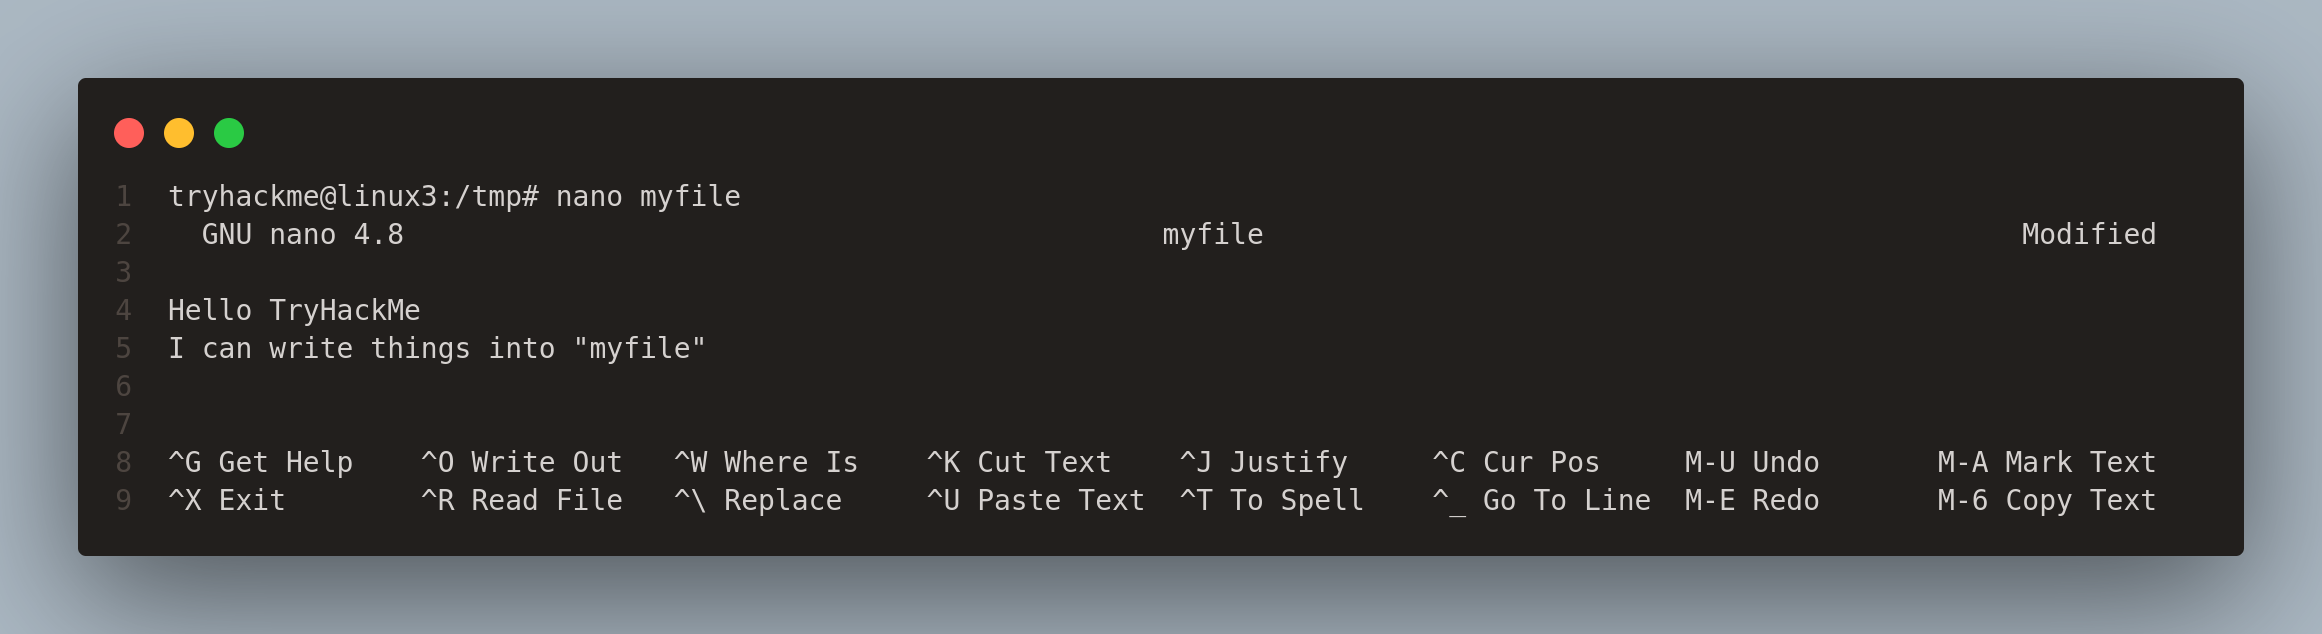 1 tryhackme@linux3:/tmp# nano myfile
2   GNU nano 4.8                                             myfile                                             Modified
3
4 Hello TryHackMe
5 I can write things into "myfile"
6
7
8 ^G Get Help    ^O Write Out   ^W Where Is    ^K Cut Text    ^J Justify     ^C Cur Pos     M-U Undo       M-A Mark Text
9 ^X Exit        ^R Read File   ^\ Replace     ^U Paste Text  ^T To Spell    ^_ Go To Line  M-E Redo       M-6 Copy Text